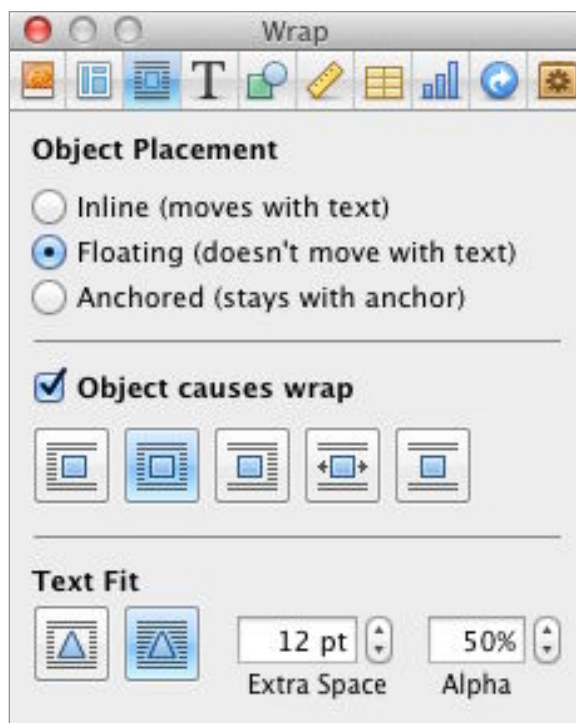 Wrap
T
Object Placement
Inline (moves with text)
Floating (doesn't move with text)
Anchored (stays with anchor)
Object causes wrap
Text Fit
12 pt
50%
Extra Space
Alpha